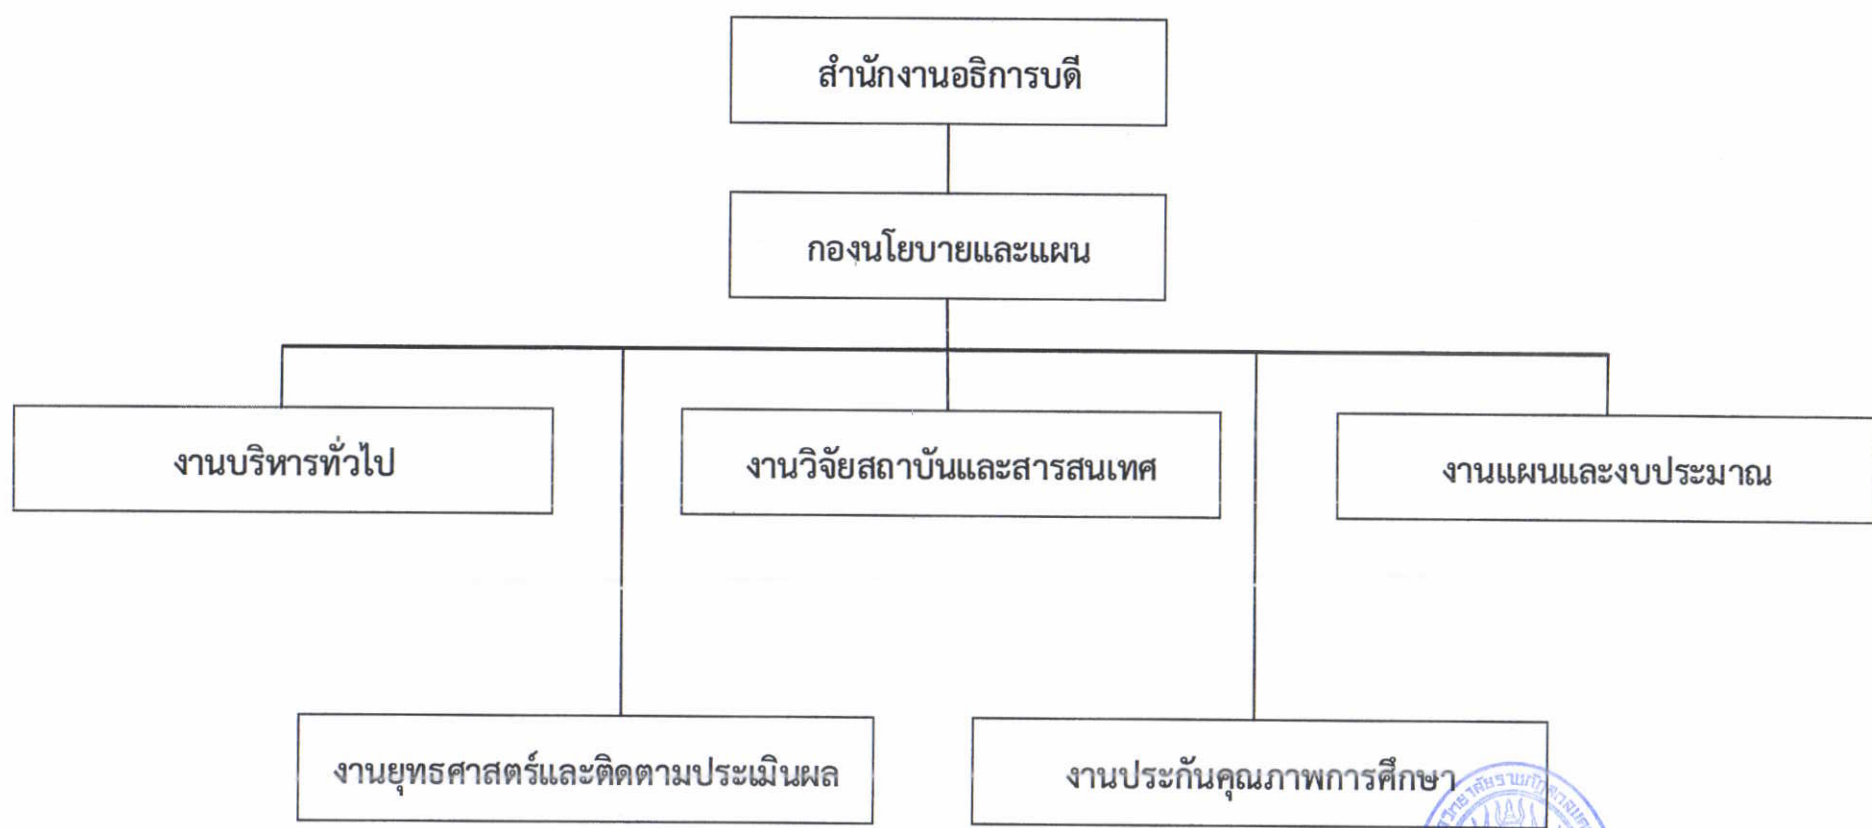 สำนักงานอธิการบดี
กองนโยบายและแผน
งานบริหารทั่วไป
งานวิจัยสถาบันและสารสนเทศ
งานแผนและงบประมาณ
งานยุทธศาสตร์และติดตามประเมินผล
งานประกันคุณภาพการศึกษา